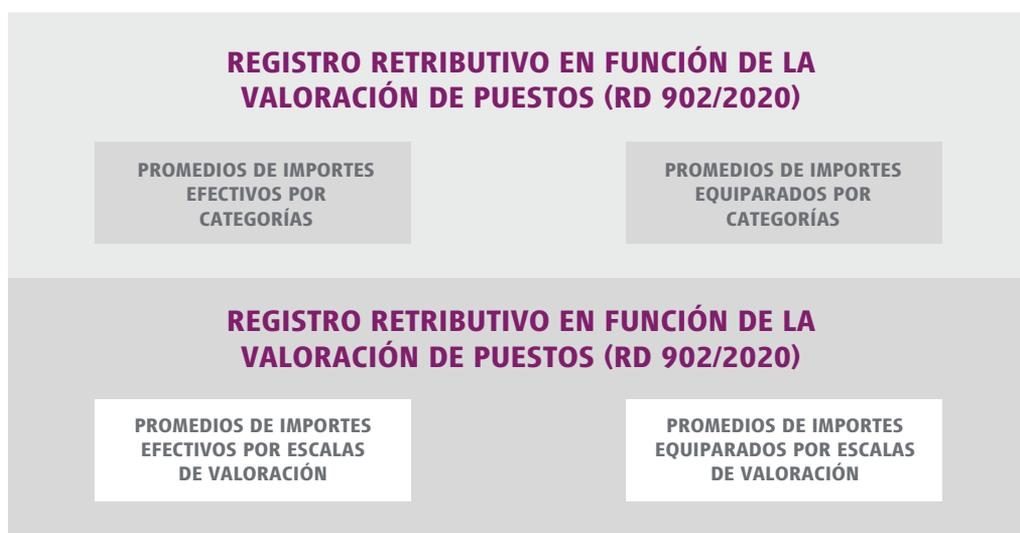 REGISTRO RETRIBUTIVO EN FUNCIÓN DE LA
VALORACIÓN DE PUESTOS (RD 902/2020)
PROMEDIOS DE IMPORTES
EFECTIVOS POR
CATEGORÍAS
PROMEDIOS DE IMPORTES
EQUIPARADOS POR
CATEGORÍAS
REGISTRO RETRIBUTIVO EN FUNCIÓN DE LA
VALORACIÓN DE PUESTOS (RD 902/2020)
PROMEDIOS DE IMPORTES
EFECTIVOS POR ESCALAS
DE VALORACIÓN
PROMEDIOS DE IMPORTES
EQUIPARADOS POR ESCALAS
DE VALORACIÓN